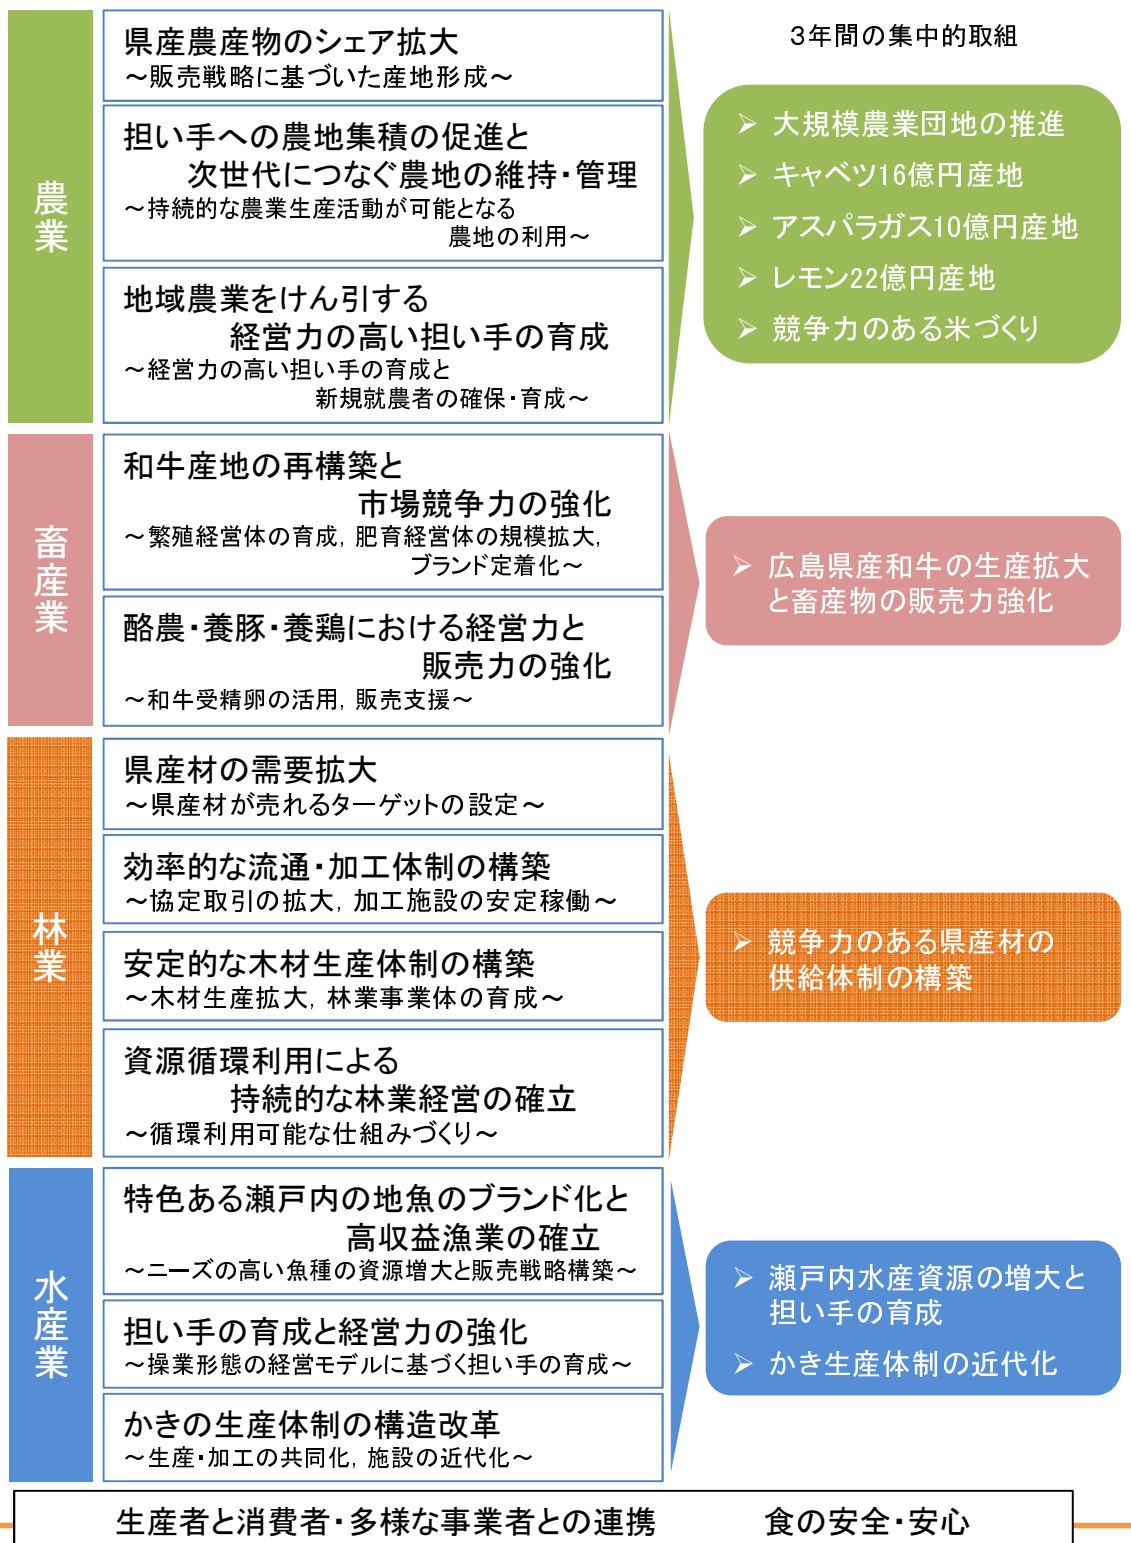 3年間の集中的取組
農業
県産農産物のシェア拡大
～販売戦略に基づいた産地形成～
担い手への農地集積の促進と
次世代につなぐ農地の維持・管理
～持続的な農業生産活動が可能となる
農地の利用～
地域農業をけん引する
経営力の高い担い手の育成
～経営力の高い担い手の育成と
新規就農者の確保・育成～
➢ 大規模農業団地の推進
➢ キャベツ16億円産地
➢ アスパラガス10億円産地
➢ レモン22億円産地
➢ 競争力のある米づくり
畜産業
和牛産地の再構築と
市場競争力の強化
～繁殖経営体の育成，肥育経営体の規模拡大，
ブランド定着化～
酪農・養豚・養鶏における経営力と
販売力の強化
～和牛受精卵の活用，販売支援～
➢ 広島県産和牛の生産拡大
と畜産物の販売力強化
林業
県産材の需要拡大
～県産材が売れるターゲットの設定～
効率的な流通・加工体制の構築
～協定取引の拡大，加工施設の安定稼働～
安定的な木材生産体制の構築
～木材生産拡大，林業事業体の育成～
資源循環利用による
持続的な林業経営の確立
～循環利用可能な仕組みづくり～
➢ 競争力のある県産材の
供給体制の構築
水産業
特色ある瀬戸内の地魚のブランド化と
高収益漁業の確立
～ニーズの高い魚種の資源増大と販売戦略構築～
担い手の育成と経営力の強化
～操業形態の経営モデルに基づく担い手の育成～
かきの生産体制の構造改革
～生産・加工の共同化，施設の近代化～
➢ 瀬戸内水産資源の増大と
担い手の育成
➢ かき生産体制の近代化
生産者と消費者・多様な事業者との連携　食の安全・安心